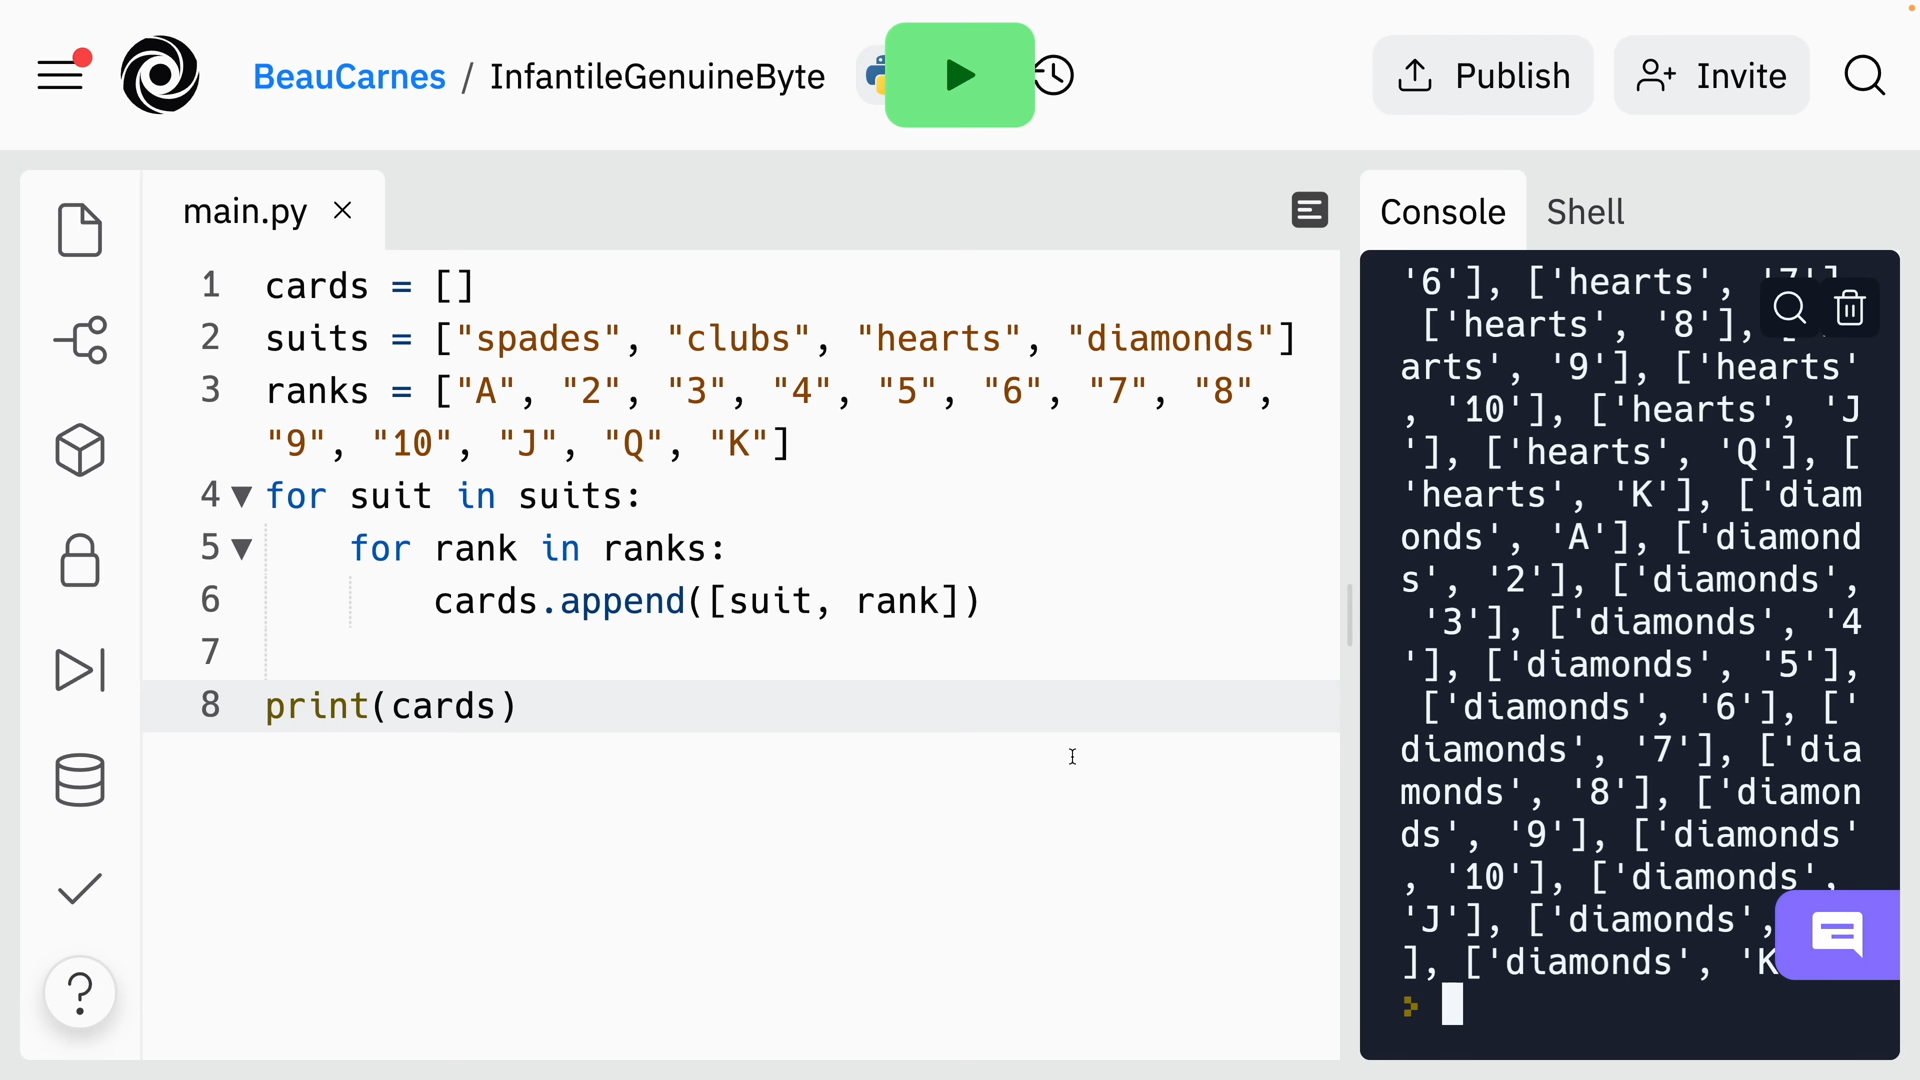 BeauCarnes / InfantileGenuineByte
Publish
Invite
main.py
Console
Shell
1 cards = []
2 suits = ["spades", "clubs", "hearts", "diamonds"]
3 ranks = ["A", "2", "3", "4", "5", "6", "7", "8",
"9", "10", "J", "Q", "K"]
4 for suit in suits:
5 for rank in ranks:
6 cards.append([suit, rank])
7
8 print(cards)
'6'], ['hearts', '7']
['hearts', '8'],
arts', '9'], ['hearts'
, '10'], ['hearts', 'J
'], ['hearts', 'Q'], [
'hearts', 'K'], ['diam
onds', 'A'], ['diamond
s', '2'], ['diamonds',
'3'], ['diamonds', '4
'], ['diamonds', '5'],
['diamonds', '6'], ['
diamonds', '7'], ['dia
monds', '8'], ['diamon
ds', '9'], ['diamonds'
, '10'], ['diamonds',
'J'], ['diamonds',
], ['diamonds', 'K
?